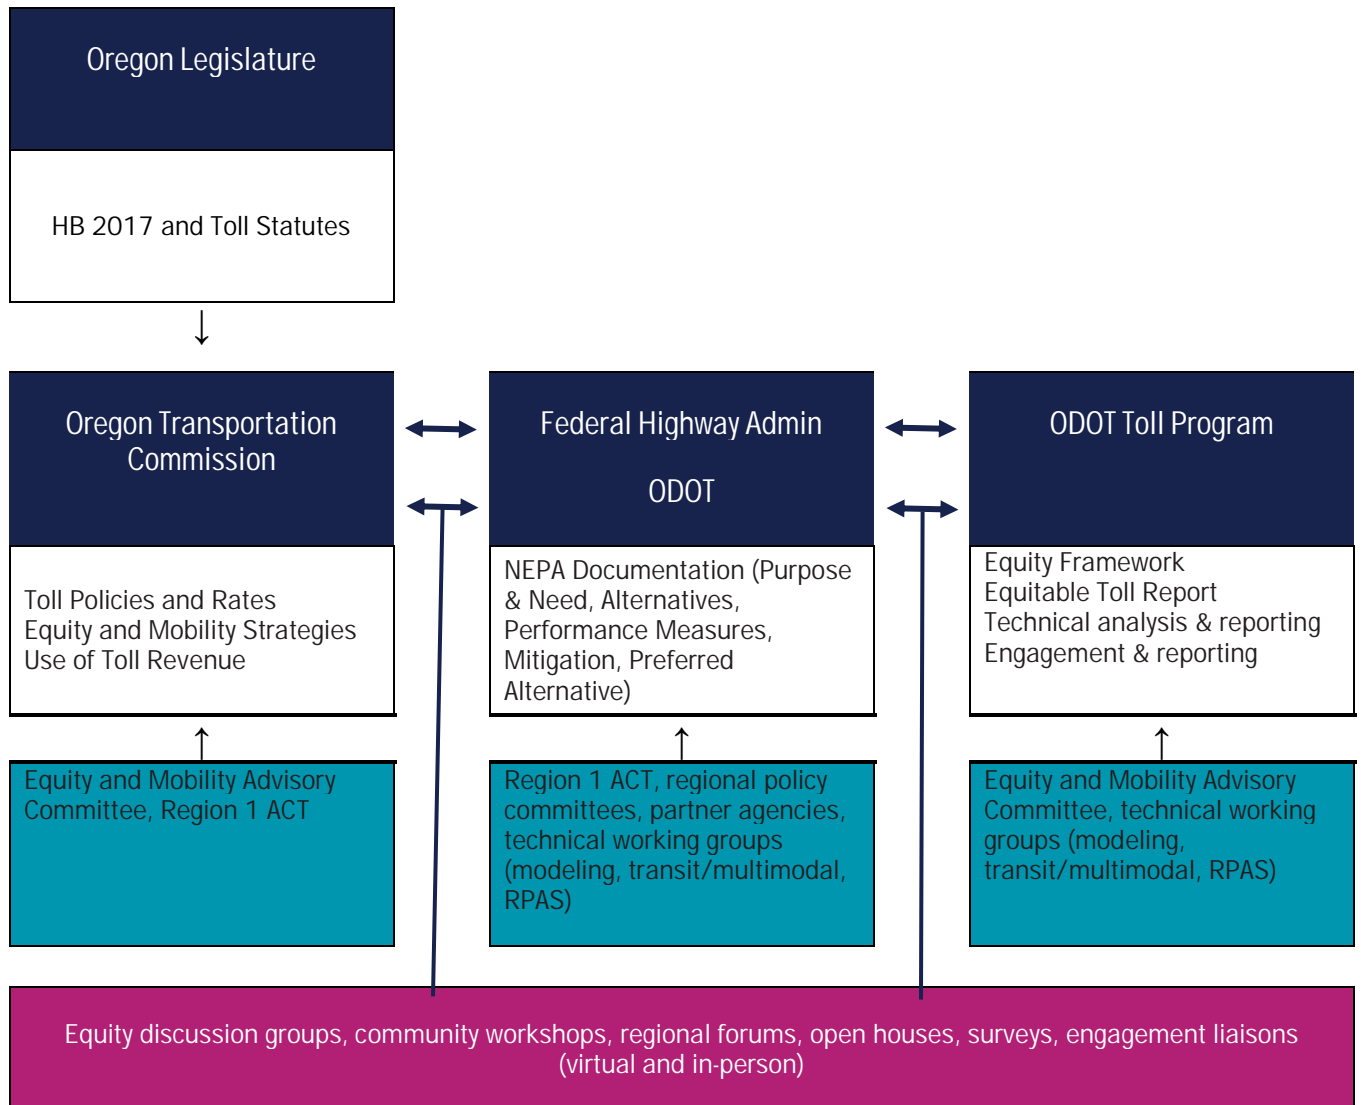 Oregon Legislature
HB 2017 and Toll Statutes
↓
Oregon Transportation
Commission
Federal Highway Admin
ODOT
ODOT Toll Program
Toll Policies and Rates
Equity and Mobility Strategies
Use of Toll Revenue
NEPA Documentation (Purpose
& Need, Alternatives,
Performance Measures,
Mitigation, Preferred
Alternative)
Equity Framework
Equitable Toll Report
Technical analysis & reporting
Engagement & reporting
↑
↑
↑
Equity and Mobility Advisory
Committee, Region 1 ACT
Region 1 ACT, regional policy
committees, partner agencies,
technical working groups
(modeling, transit/multimodal,
RPAS)
Equity and Mobility Advisory
Committee, technical working
groups (modeling,
transit/multimodal, RPAS)
Equity discussion groups, community workshops, regional forums, open houses, surveys, engagement liaisons
(virtual and in-person)